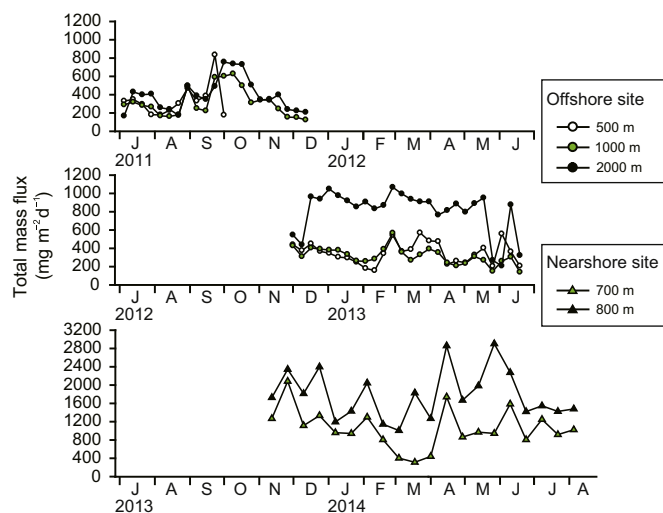 1200
1000
800
600
400
200
0
J A S O N D J F M A M J
2011 2012
Offshore site
500 m
1000 m
2000 m
Total mass flux
(mg m⁻² d⁻¹)
1200
1000
800
600
400
200
0
J A S O N D J F M A M J
2012 2013
Nearshore site
700 m
800 m
3200
2800
2400
2000
1600
1200
800
400
0
J A S O N D J F M A M J J A
2013 2014